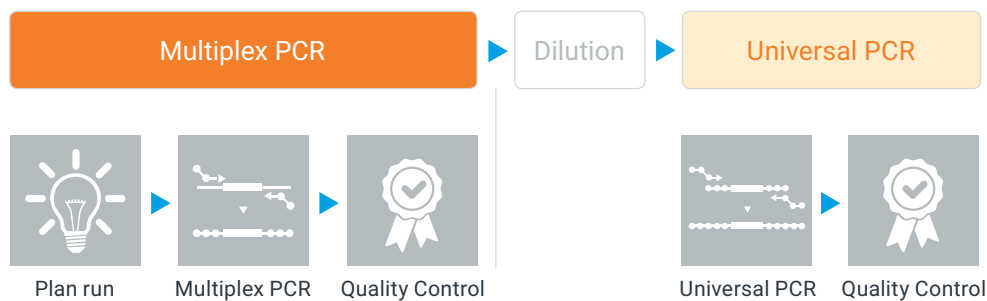 Multiplex PCR
Dilution
Universal PCR
Plan run
Multiplex PCR
Quality Control
Universal PCR
Quality Control